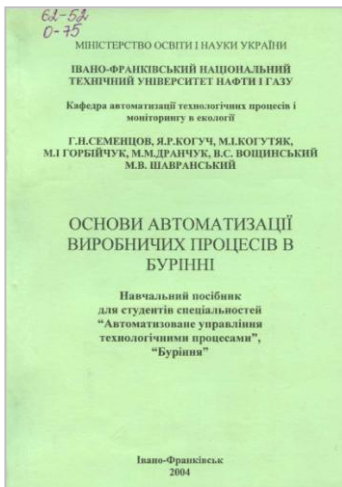 62-52
О-75
МІНІСТЕРСТВО ОСВІТИ І НАУКИ УКРАЇНИ
ІВАНО-ФРАНКІВСЬКИЙ НАЦІОНАЛЬНИЙ
ТЕХНІЧНИЙ УНІВЕРСИТЕТ НАФТИ І ГАЗУ
Кафедра автоматизації технологічних процесів і
моніторингу в екології
Г.Н.СЕМЕНЦОВ, Я.Р.КОГУЧ, М.І.КОГУТЯК,
М.І ГОРБІЙЧУК, М.М.ДРАНЧУК, В.С. ВОЩИНСЬКИЙ
М.В. ШАВРАНСЬКИЙ
ОСНОВИ АВТОМАТИЗАЦІЇ
ВИРОБНИЧИХ ПРОЦЕСІВ В
БУРІННІ
Навчальний посібник
для студентів спеціальностей
“Автоматизоване управління
технологічними процесами”,
“Буріння”
Івано-Франківськ
2004